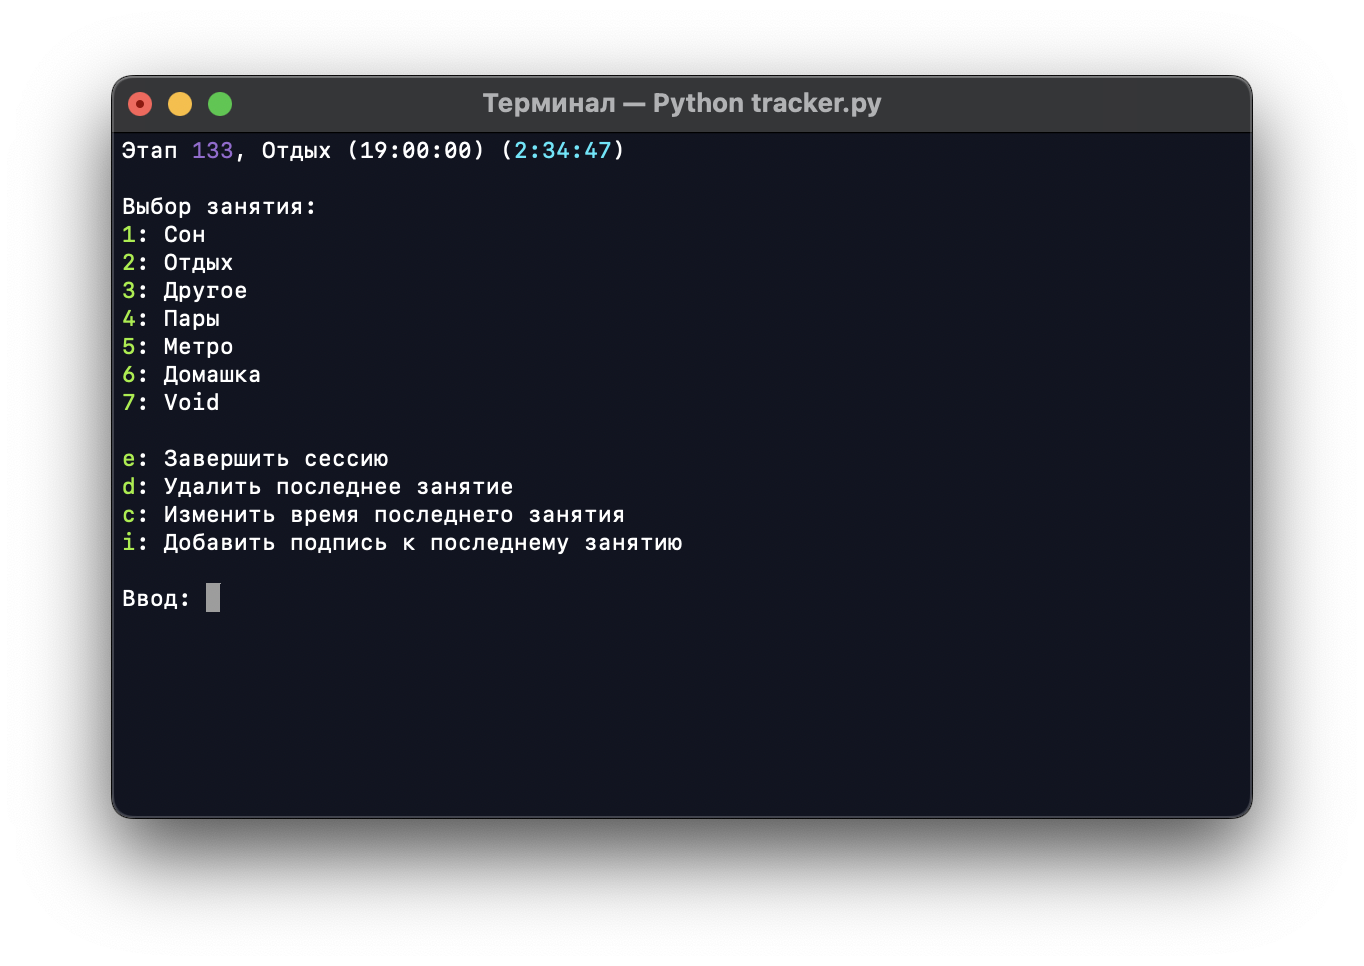 Терминал — Python tracker.py
Этап 133, Отдых (19:00:00) (2:34:47)
Выбор занятия:
1: Сон
2: Отдых
3: Другое
4: Пары
5: Метро
6: Домашка
7: Void
e: Завершить сессию
d: Удалить последнее занятие
c: Изменить время последнего занятия
i: Добавить подпись к последнему занятию
Ввод: